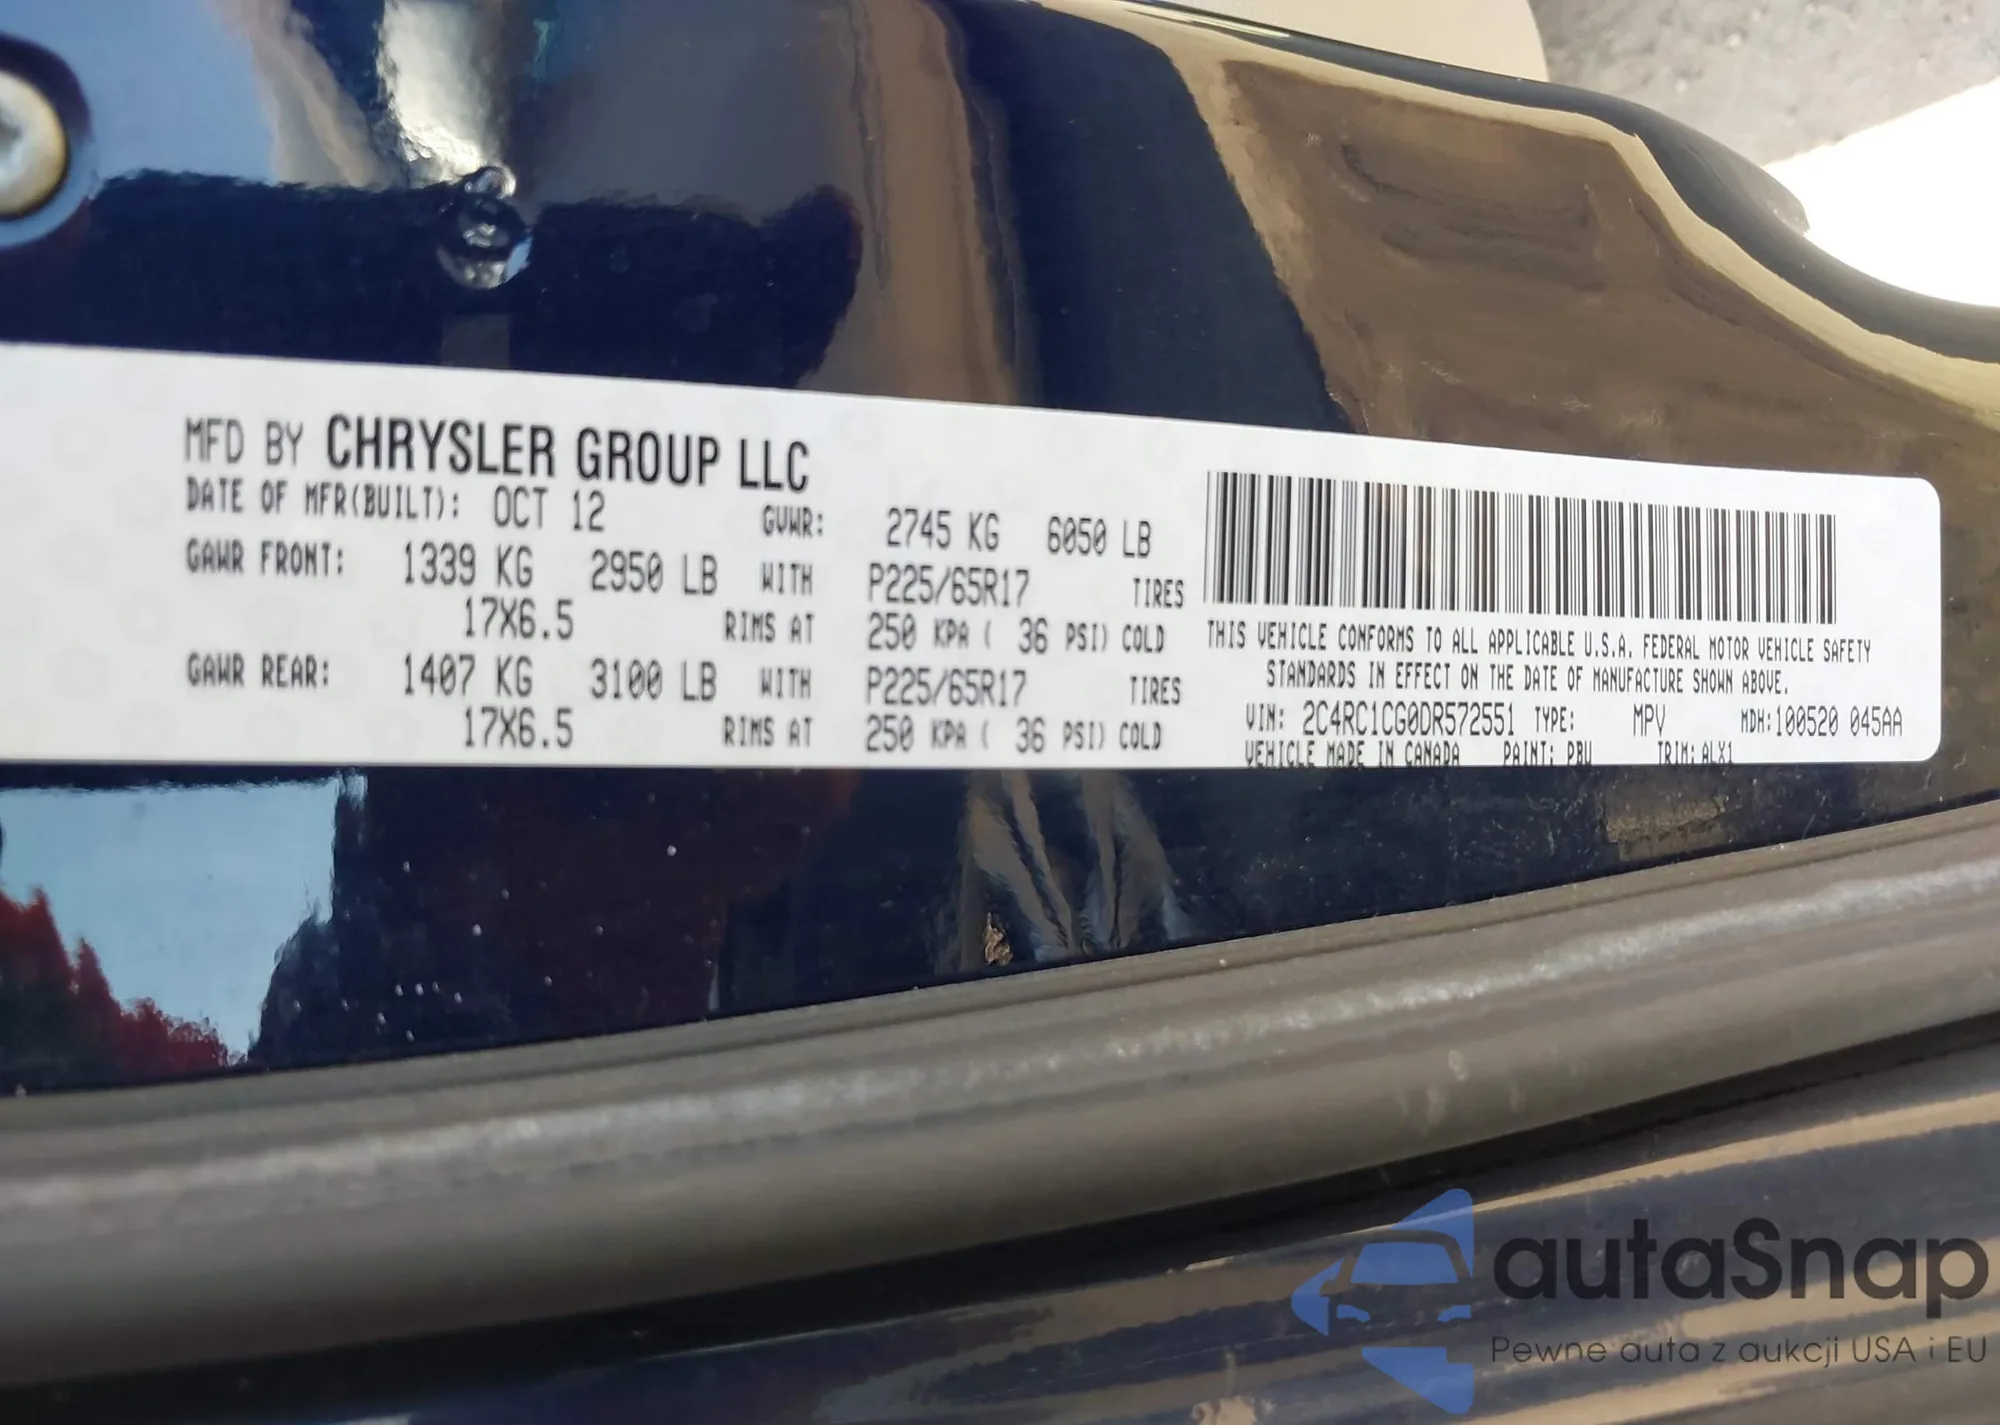 MFD BY CHRYSLER GROUP LLC
DATE OF MFR(BUILT): OCT 12 GVWR: 2745 KG 6050 LB
GAWR FRONT: 1339 KG 2950 LB WITH P225/65R17 TIRES
17X6.5 RIMS AT 250 KPA ( 36 PSI) COLD
GAWR REAR: 1407 KG 3100 LB WITH P225/65R17 TIRES
17X6.5 RIMS AT 250 KPA ( 36 PSI) COLD
THIS VEHICLE CONFORMS TO ALL APPLICABLE U.S.A. FEDERAL MOTOR VEHICLE SAFETY
STANDARDS IN EFFECT ON THE DATE OF MANUFACTURE SHOWN ABOVE.
VIN: 2C4RC1CG0DR572551 TYPE: MPV MDH:100520 045AA
VEHICLE MADE IN CANADA PAINT: PBU TRIM: ALX1
autaSnap
Pewne auta z aukcji USA i EU